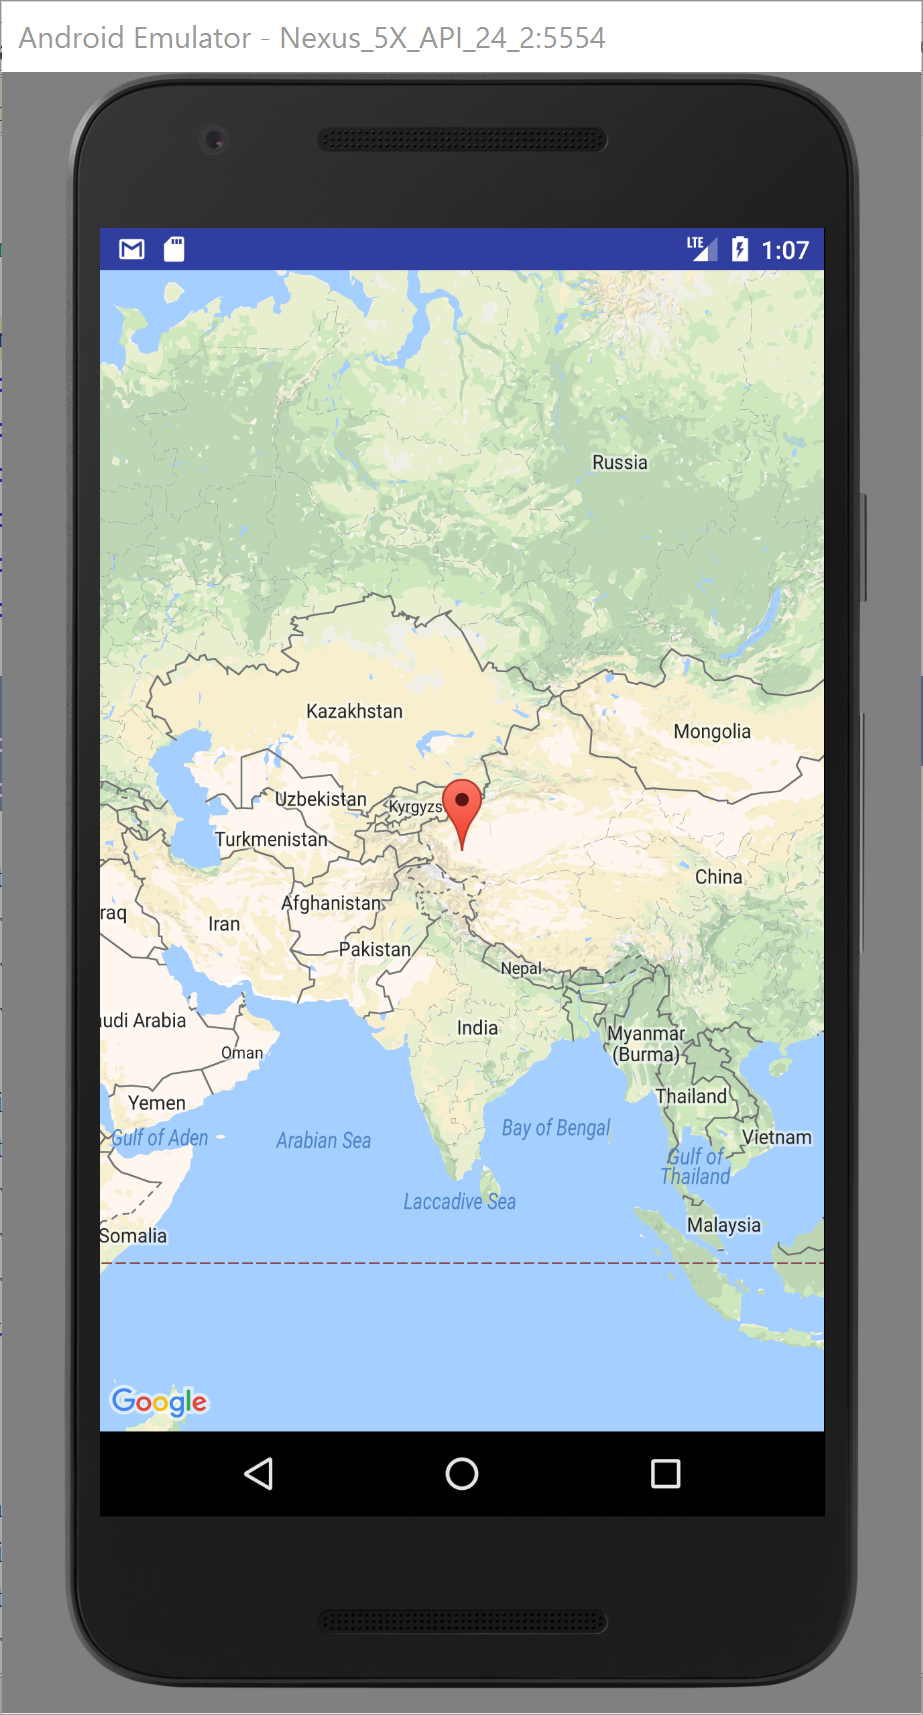 Android Emulator - Nexus_5X_API_24_2:5554
LTE 1:07
Russia
Kazakhstan
Mongolia
Uzbekistan
Kyrgyzs
Turkmenistan
China
Afghanistan
raq
Iran
Pakistan
Nepal
udi Arabia
India
Myanmar
(Burma)
Oman
Yemen
Thailand
Gulf of Aden
Arabian Sea
Bay of Bengal
Vietnam
Gulf of
Thailand
Laccadive Sea
Malaysia
Somalia
Google